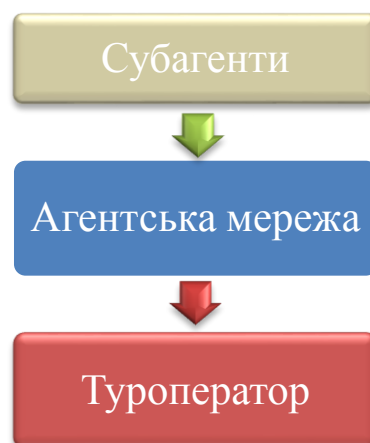 Субагенти
Агентська мережа
Туроператор